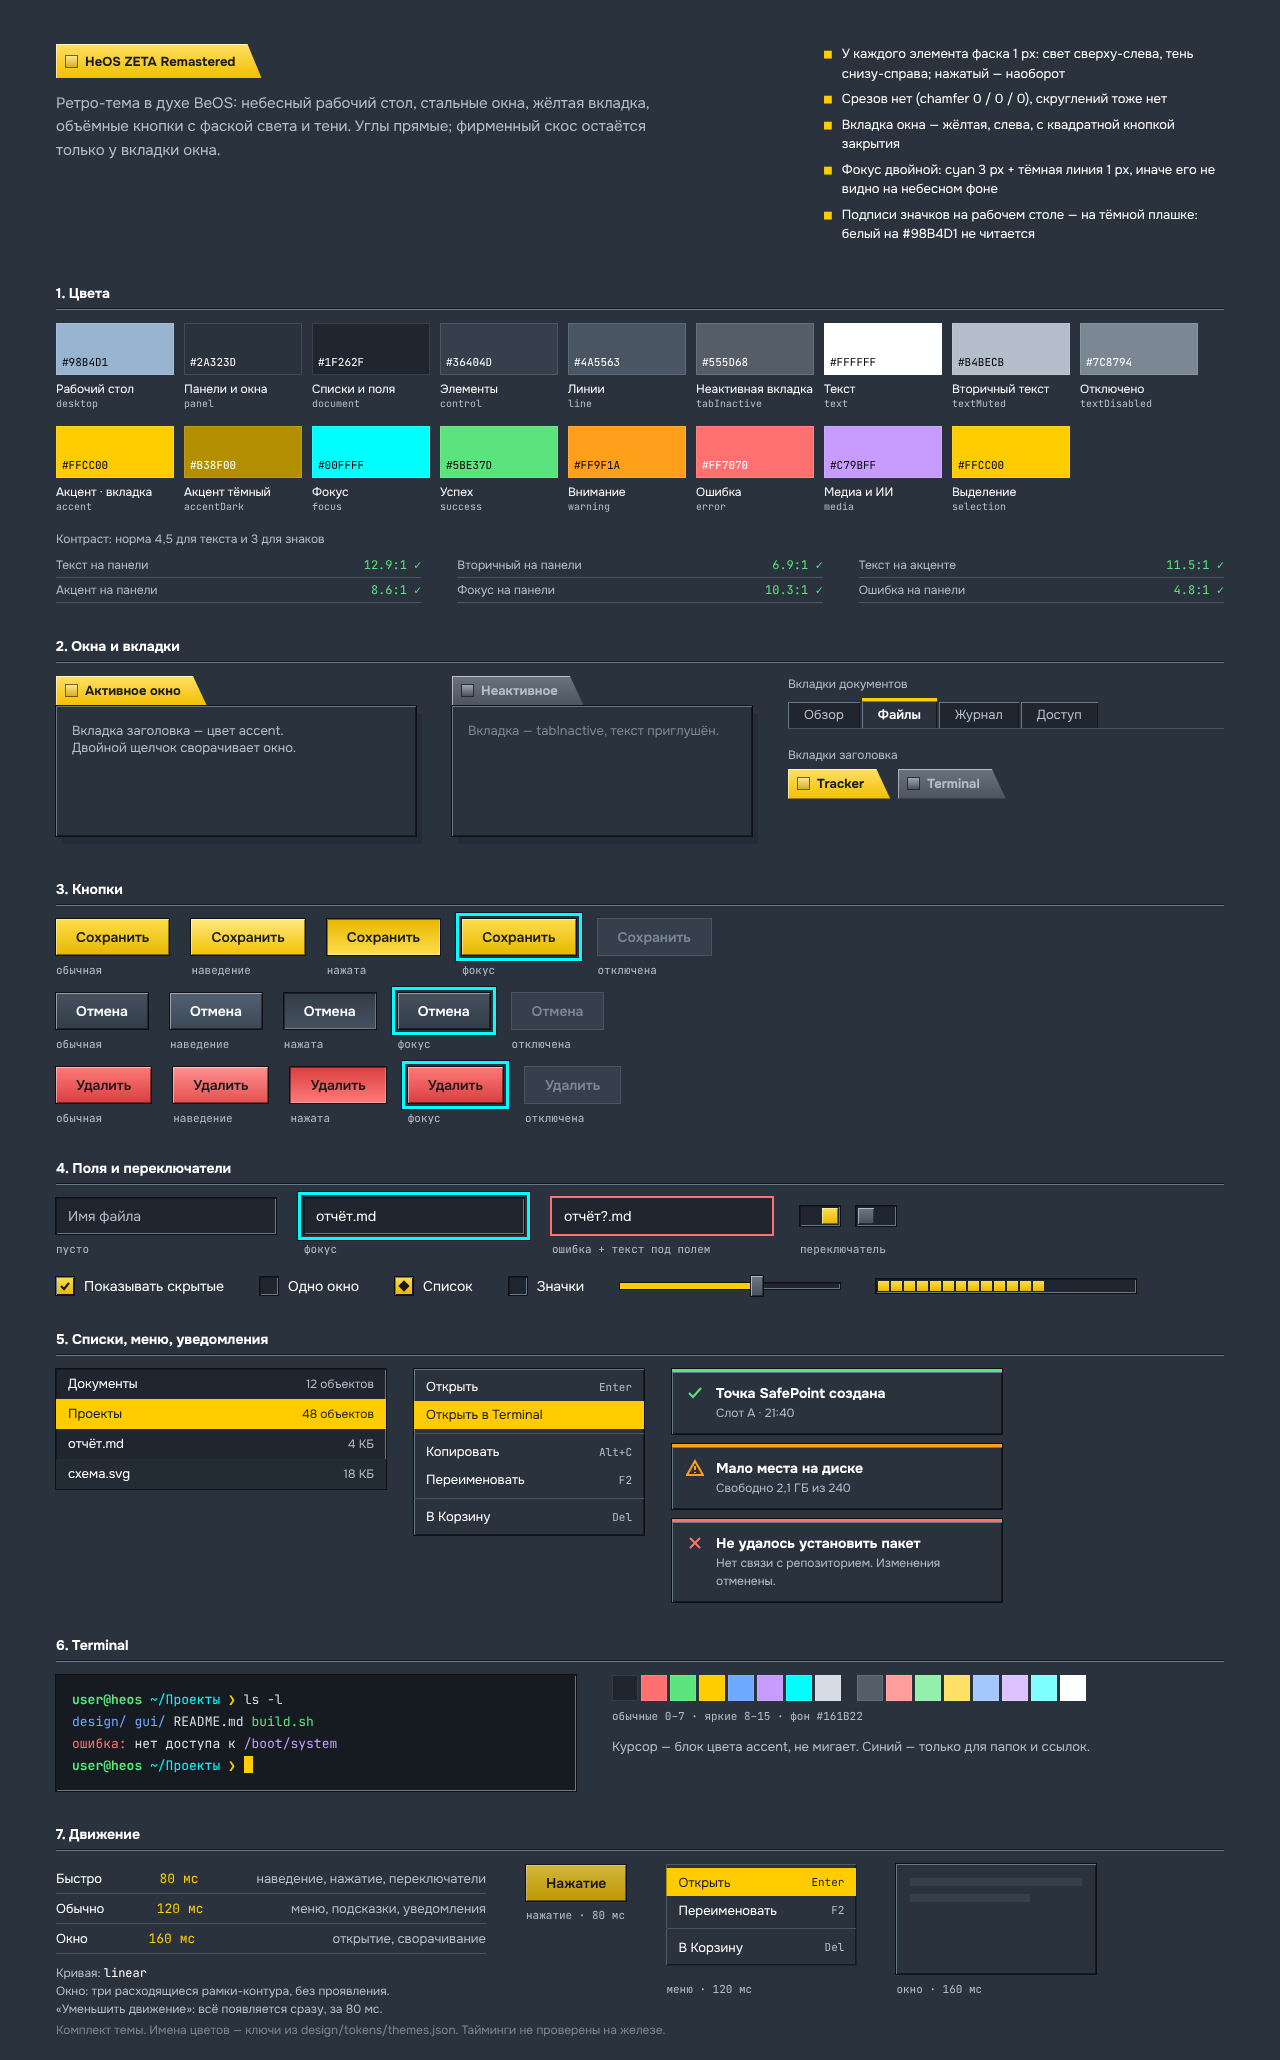 HeOS ZETA Remastered
Ретро-тема в духе BeOS: небесный рабочий стол, стальные окна, жёлтая вкладка,
объёмные кнопки с фаской света и тени. Углы прямые; фирменный скос остаётся
только у вкладки окна.
У каждого элемента фаска 1 px: свет сверху-слева, тень
снизу-справа; нажатый — наоборот
Срезов нет (chamfer 0 / 0 / 0), скруглений тоже нет
Вкладка окна — жёлтая, слева, с квадратной кнопкой
закрытия
Фокус двойной: cyan 3 px + тёмная линия 1 px, иначе его не
видно на небесном фоне
Подписи значков на рабочем столе — на тёмной плашке:
белый на #98B4D1 не читается
1. Цвета
#98B4D1 #2A323D #1F262F #36404D #4A5563 #555D68 #FFFFFF #B4BECB #7C8794
Рабочий стол Панели и окна Списки и поля Элементы Линии Неактивная вкладка Текст Вторичный текст Отключено
desktop panel document control line tabInactive text textMuted textDisabled
#FFCC00 #B38F00 #00FFFF #5BE37D #FF9F1A #FF7070 #C79BFF #FFCC00
Акцент · вкладка Акцент тёмный Фокус Успех Внимание Ошибка Медиа и ИИ Выделение
accent accentDark focus success warning error media selection
Контраст: норма 4,5 для текста и 3 для знаков
Текст на панели 12.9:1 ✓ Вторичный на панели 6.9:1 ✓ Текст на акценте 11.5:1 ✓
Акцент на панели 8.6:1 ✓ Фокус на панели 10.3:1 ✓ Ошибка на панели 4.8:1 ✓
2. Окна и вкладки
Активное окно
Вкладка заголовка — цвет accent.
Двойной щелчок сворачивает окно.
Неактивное
Вкладка — tabInactive, текст приглушён.
Вкладки документов
Обзор Файлы Журнал Доступ
Вкладки заголовка
Tracker Terminal
3. Кнопки
Сохранить Сохранить Сохранить Сохранить Сохранить
обычная наведение нажата фокус отключена
Отмена Отмена Отмена Отмена Отмена
обычная наведение нажата фокус отключена
Удалить Удалить Удалить Удалить Удалить
обычная наведение нажата фокус отключена
4. Поля и переключатели
Имя файла отчёт.md отчёт?.md
пусто фокус ошибка + текст под полем переключатель
Показывать скрытые Одно окно Список Значки
5. Списки, меню, уведомления
Документы 12 объектов
Проекты 48 объектов
отчёт.md 4 КБ
схема.svg 18 КБ
Открыть Enter
Открыть в Terminal
Копировать Alt+C
Переименовать F2
В Корзину Del
Точка SafePoint создана
Слот А · 21:40
Мало места на диске
Свободно 2,1 ГБ из 240
Не удалось установить пакет
Нет связи с репозиторием. Изменения
отменены.
6. Terminal
user@heos ~/Проекты ❯ ls -l
design/ gui/ README.md build.sh
ошибка: нет доступа к /boot/system
user@heos ~/Проекты ❯
обычные 0–7 · яркие 8–15 · фон #161B22
Курсор — блок цвета accent, не мигает. Синий — только для папок и ссылок.
7. Движение
Быстро 80 мс наведение, нажатие, переключатели
Обычно 120 мс меню, подсказки, уведомления
Окно 160 мс открытие, сворачивание
Кривая: linear
Окно: три расходящиеся рамки-контура, без проявления.
«Уменьшить движение»: всё появляется сразу, за 80 мс.
Нажатие
нажатие · 80 мс
Открыть Enter
Переименовать F2
В Корзину Del
меню · 120 мс
окно · 160 мс
Комплект темы. Имена цветов — ключи из design/tokens/themes.json. Тайминги не проверены на железе.